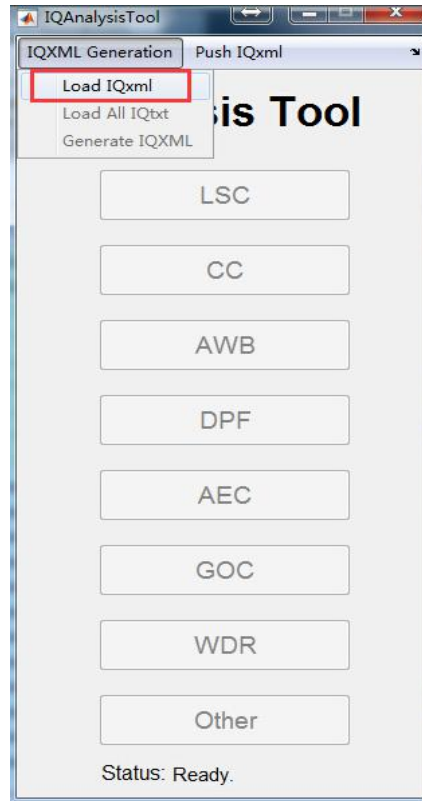 IQAnalysisTool
IQXML Generation Push IQxml
Load IQxml
Load All IQtxt
Generate IQXML
is Tool
LSC
CC
AWB
DPF
AEC
GOC
WDR
Other
Status: Ready.